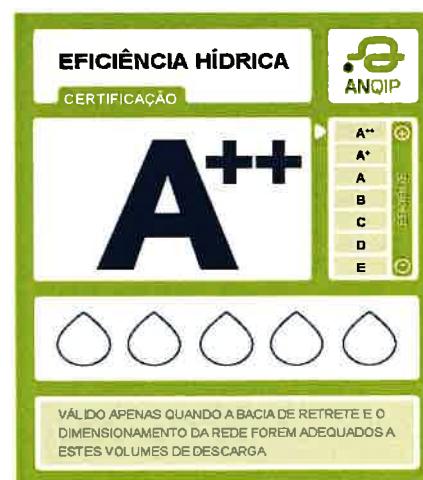 EFICIÊNCIA HÍDRICA
CERTIFICAÇÃO
ANQIP
A++
A++
A+
A
B
C
D
E
VÁLIDO APENAS QUANDO A BACIA DE RETRETE E O
DIMENSIONAMENTO DA REDE FOREM ADEQUADOS A
ESTES VOLUMES DE DESCARGA